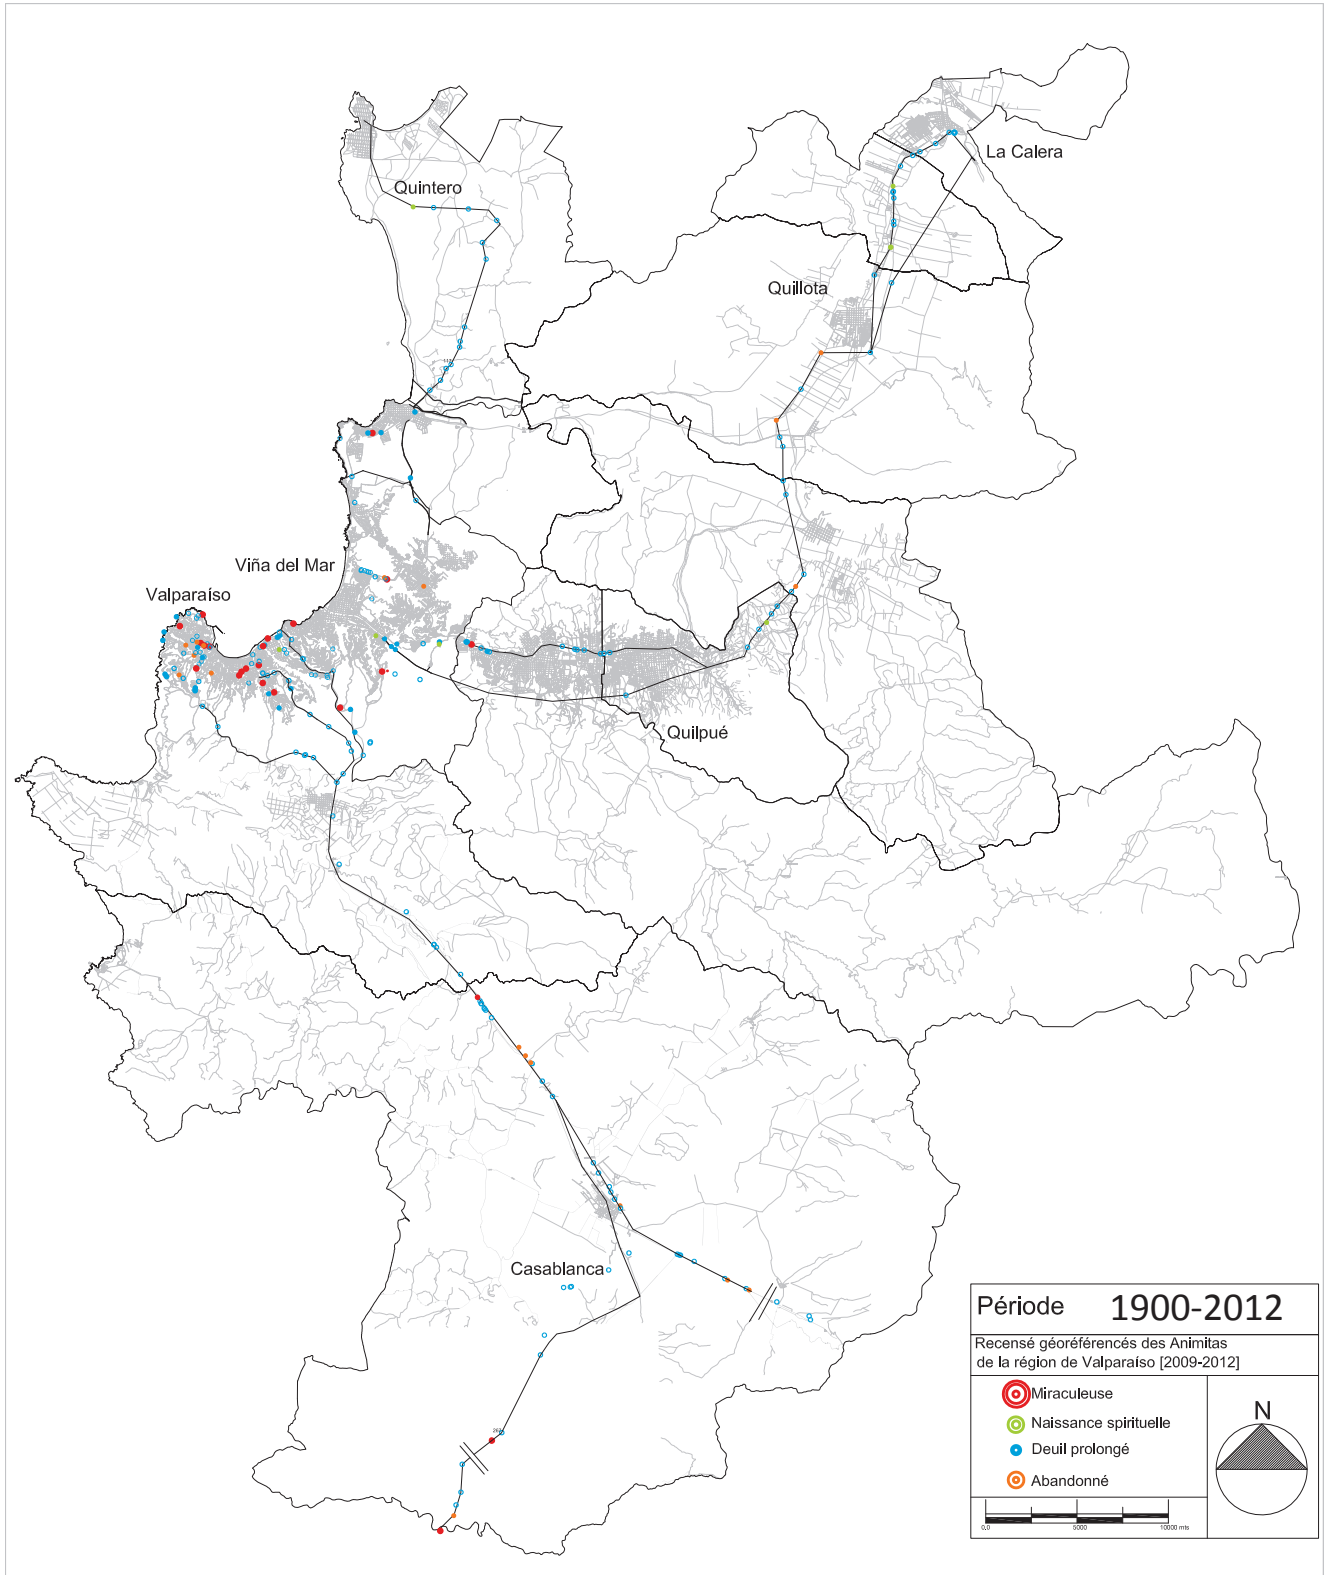 La Calera
Quintero
Quillota
Viña del Mar
Valparaíso
Quilpué
Casablanca
Période 1900-2012
Recensé géoréférencés des Animitas
de la région de Valparaíso [2009-2012]
Miraculeuse
Naissance spirituelle
Deuil prolongé
Abandonné
N
0,0 5000 10000 mts